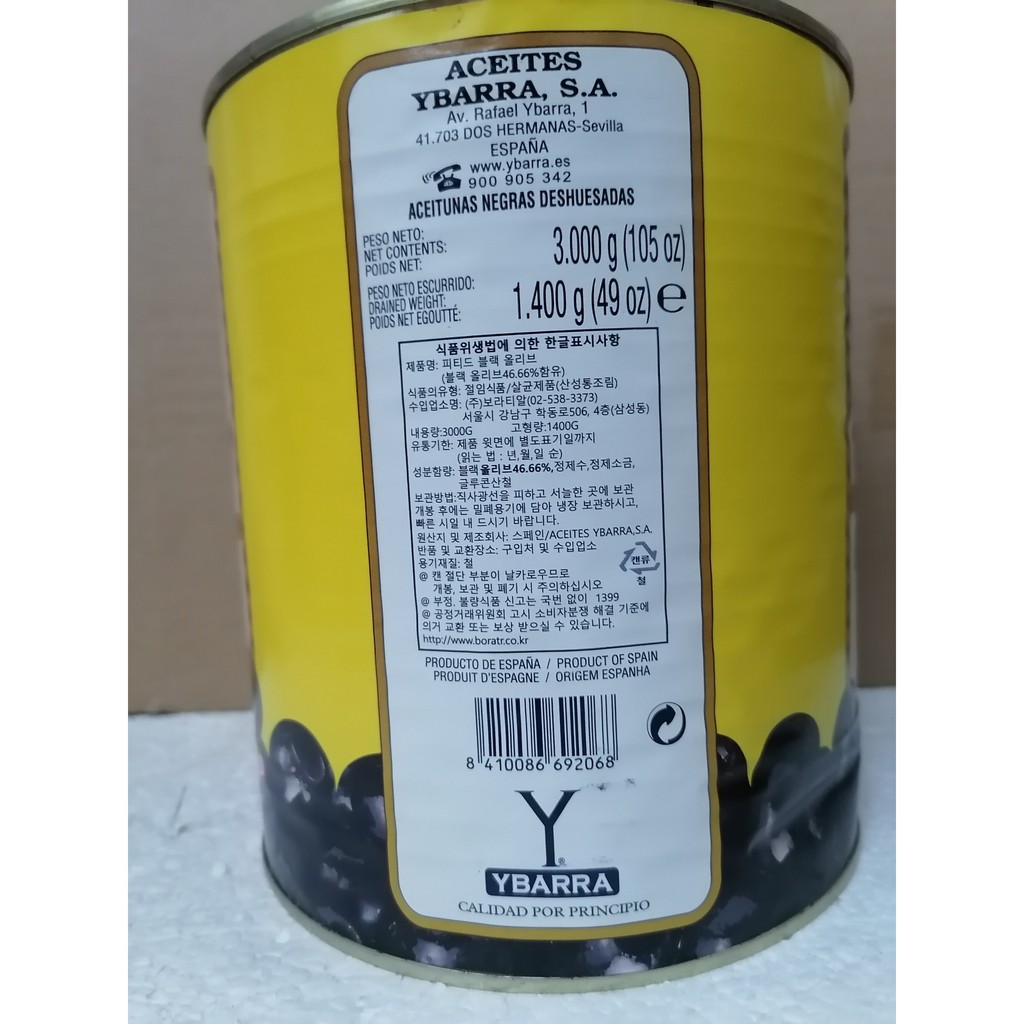 ACEITES
YBARRA, S.A.
Av. Rafael Ybarra, 1
41.703 DOS HERMANAS-Sevilla
ESPAÑA
www.ybarra.es
900 905 342
ACEITUNAS NEGRAS DESHUESADAS
PESO NETO:
NET CONTENTS:
POIDS NET:
3.000 g (105 oz)
PESO NETO ESCURRIDO:
DRAINED WEIGHT:
POIDS NET EGOUTTÉ:
1.400 g (49 oz) e
식품위생법에 의한 한글표시사항
제품명: 피티드 블랙 올리브
(블랙 올리브46.66%함유)
식품의유형: 절임식품/살균제품(산성통조림)
수입업소명: (주)보라티알(02-538-3373)
서울시 강남구 학동로506, 4층(삼성동)
내용량:3000G 고형량:1400G
유통기한: 제품 윗면에 별도표기일까지
(읽는 법 : 년,월,일 순)
성분함량: 블랙올리브46.66%,정제수,정제소금,
글루콘산철
보관방법:직사광선을 피하고 서늘한 곳에 보관
개봉 후에는 밀폐용기에 담아 냉장 보관하시고,
빠른 시일 내 드시기 바랍니다.
원산지 및 제조회사: 스페인/ACEITES YBARRA,S.A.
반품 및 교환장소: 구입처 및 수입업소
용기재질: 철
캔류
철
@ 캔 절단 부분이 날카로우므로
개봉, 보관 및 폐기 시 주의하십시오
@ 부정. 불량식품 신고는 국번 없이 1399
@ 공정거래위원회 고시 소비자분쟁 해결 기준에
의거 교환 또는 보상 받으실 수 있습니다.
http://www.boratr.co.kr
PRODUCTO DE ESPAÑA / PRODUCT OF SPAIN
PRODUIT D'ESPAGNE / ORIGEM ESPANHA
8 410086 692068
Y®
YBARRA
CALIDAD POR PRINCIPIO